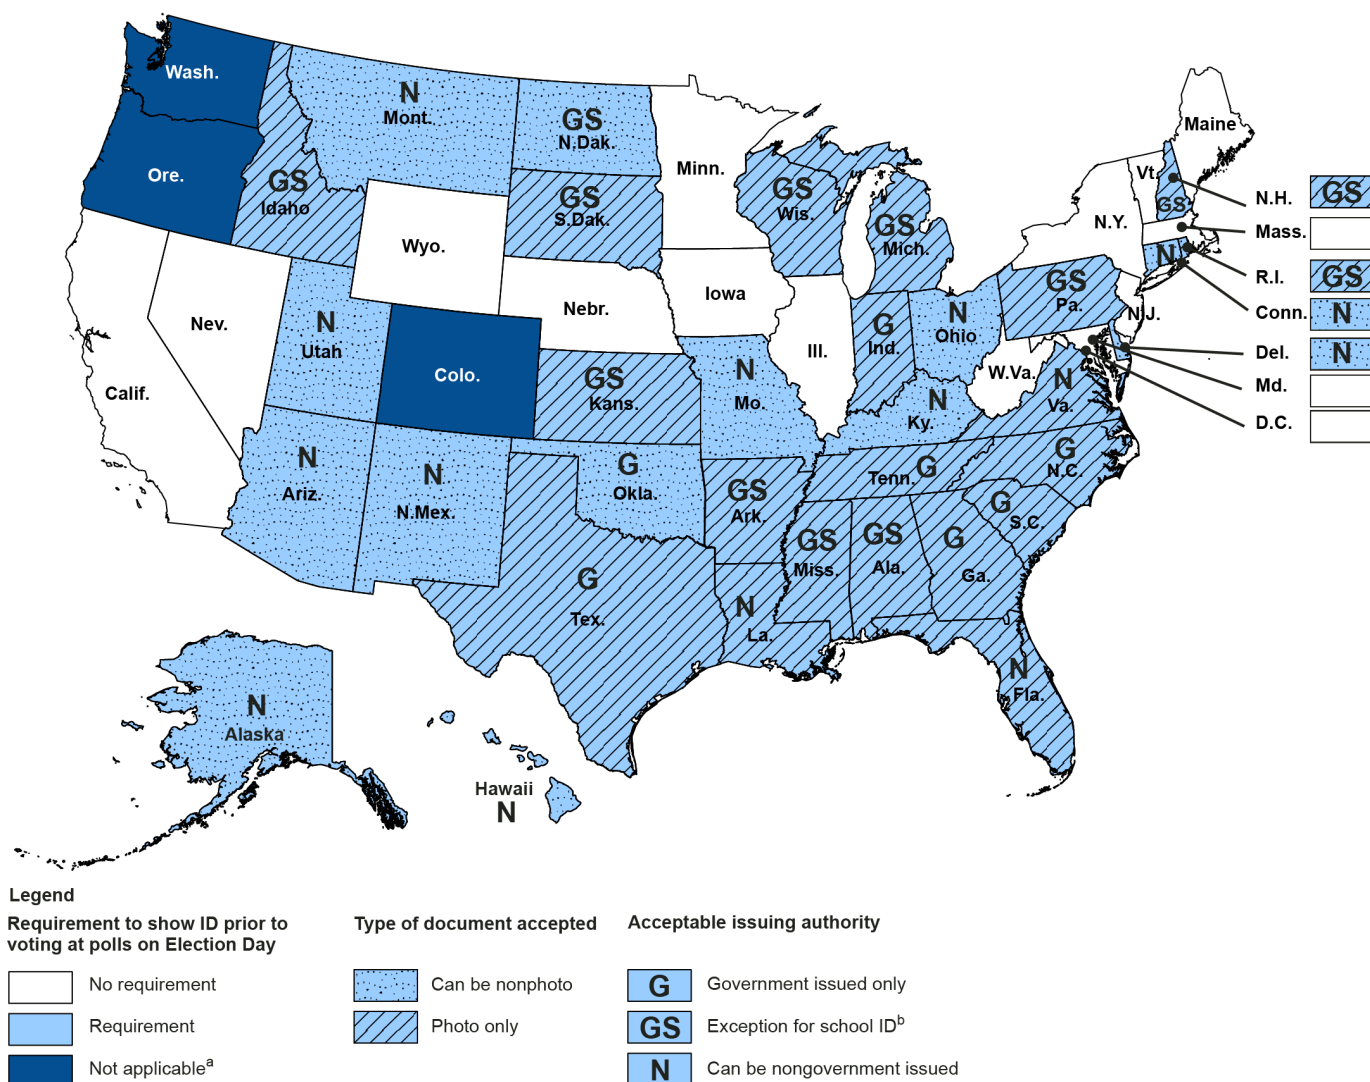 Wash.
N
Mont.
GS
N.Dak.
Minn.
Maine
Ore.
GS
Idaho
GS
S.Dak.
GS
Wis.
GS
Mich.
Vt.
GS
N.H.
GS
Wyo.
N.Y.
Mass.
N
R.I.
GS
Nev.
Nebr.
Iowa
GS
Pa.
Conn.
N
N
Utah
Ill.
G
Ind.
N
Ohio
N.J.
Del.
N
Calif.
Colo.
GS
Kans.
N
Mo.
W.Va.
N
Va.
Md.
N
Ky.
D.C.
N
Ariz.
N
N.Mex.
G
Okla.
GS
Ark.
Tenn.
G
G
N.C.
G
S.C.
G
Tex.
N
La.
GS
Miss.
GS
Ala.
G
Ga.
N
Fla.
N
Alaska
Hawaii
N
Legend
Requirement to show ID prior to
voting at polls on Election Day
No requirement
Requirement
Not applicableᵃ
Type of document accepted
Can be nonphoto
Photo only
Acceptable issuing authority
G Government issued only
GS Exception for school IDᵇ
N Can be nongovernment issued